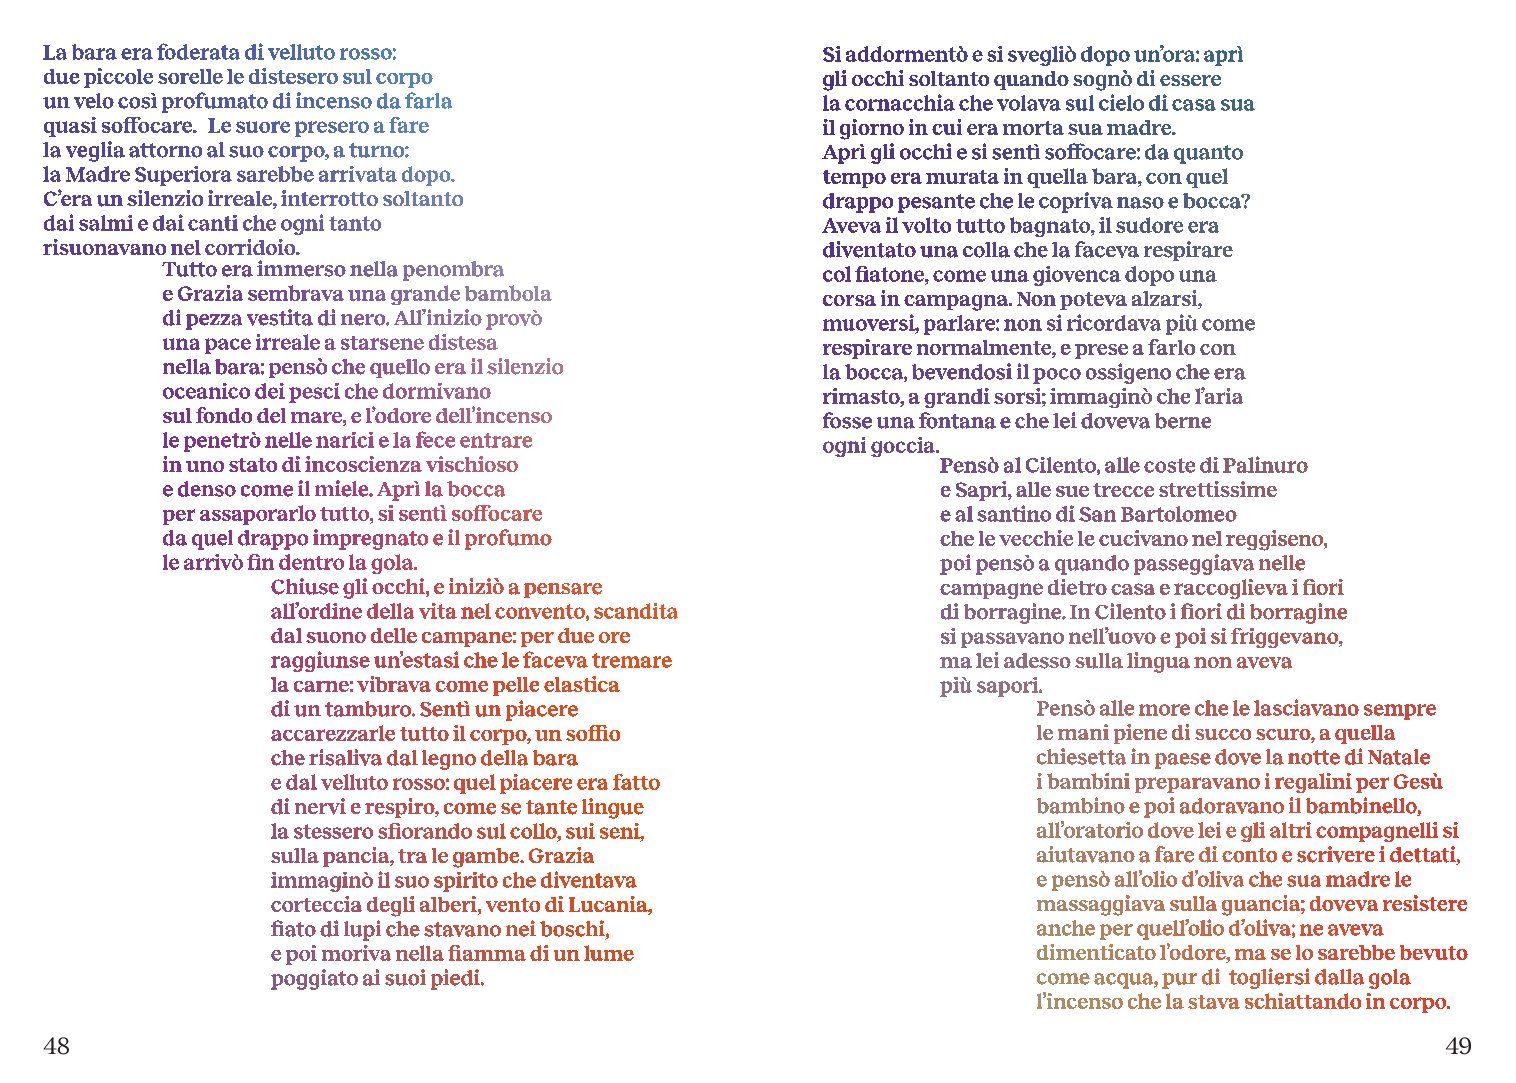 La bara era foderata di velluto rosso:
due piccole sorelle le distesero sul corpo
un velo così profumato di incenso da farla
quasi soffocare.  Le suore presero a fare
la veglia attorno al suo corpo, a turno:
la Madre Superiora sarebbe arrivata dopo.
C’era un silenzio irreale, interrotto soltanto
dai salmi e dai canti che ogni tanto
risuonavano nel corridoio.
Tutto era immerso nella penombra
e Grazia sembrava una grande bambola
di pezza vestita di nero. All’inizio provò
una pace irreale a starsene distesa
nella bara: pensò che quello era il silenzio
oceanico dei pesci che dormivano
sul fondo del mare, e l’odore dell’incenso
le penetrò nelle narici e la fece entrare
in uno stato di incoscienza vischioso
e denso come il miele. Aprì la bocca
per assaporarlo tutto, si sentì soffocare
da quel drappo impregnato e il profumo
le arrivò fin dentro la gola.
Chiuse gli occhi, e iniziò a pensare
all’ordine della vita nel convento, scandita
dal suono delle campane: per due ore
raggiunse un’estasi che le faceva tremare
la carne: vibrava come pelle elastica
di un tamburo. Sentì un piacere
accarezzarle tutto il corpo, un soffio
che risaliva dal legno della bara
e dal velluto rosso: quel piacere era fatto
di nervi e respiro, come se tante lingue
la stessero sfiorando sul collo, sui seni,
sulla pancia, tra le gambe. Grazia
immaginò il suo spirito che diventava
corteccia degli alberi, vento di Lucania,
fiato di lupi che stavano nei boschi,
e poi moriva nella fiamma di un lume
poggiato ai suoi piedi.
48
Si addormentò e si svegliò dopo un’ora: aprì
gli occhi soltanto quando sognò di essere
la cornacchia che volava sul cielo di casa sua
il giorno in cui era morta sua madre.
Aprì gli occhi e si sentì soffocare: da quanto
tempo era murata in quella bara, con quel
drappo pesante che le copriva naso e bocca?
Aveva il volto tutto bagnato, il sudore era
diventato una colla che la faceva respirare
col fiatone, come una giovenca dopo una
corsa in campagna. Non poteva alzarsi,
muoversi, parlare: non si ricordava più come
respirare normalmente, e prese a farlo con
la bocca, bevendosi il poco ossigeno che era
rimasto, a grandi sorsi; immaginò che l’aria
fosse una fontana e che lei doveva berne
ogni goccia.
Pensò al Cilento, alle coste di Palinuro
e Sapri, alle sue trecce strettissime
e al santino di San Bartolomeo
che le vecchie le cucivano nel reggiseno,
poi pensò a quando passeggiava nelle
campagne dietro casa e raccoglieva i fiori
di borragine. In Cilento i fiori di borragine
si passavano nell’uovo e poi si friggevano,
ma lei adesso sulla lingua non aveva
più sapori.
Pensò alle more che le lasciavano sempre
le mani piene di succo scuro, a quella
chiesetta in paese dove la notte di Natale
i bambini preparavano i regalini per Gesù
bambino e poi adoravano il bambinello,
all’oratorio dove lei e gli altri compagnelli si
aiutavano a fare di conto e scrivere i dettati,
e pensò all’olio d’oliva che sua madre le
massaggiava sulla guancia; doveva resistere
anche per quell’olio d’oliva; ne aveva
dimenticato l’odore, ma se lo sarebbe bevuto
come acqua, pur di  togliersi dalla gola
l’incenso che la stava schiattando in corpo.
49